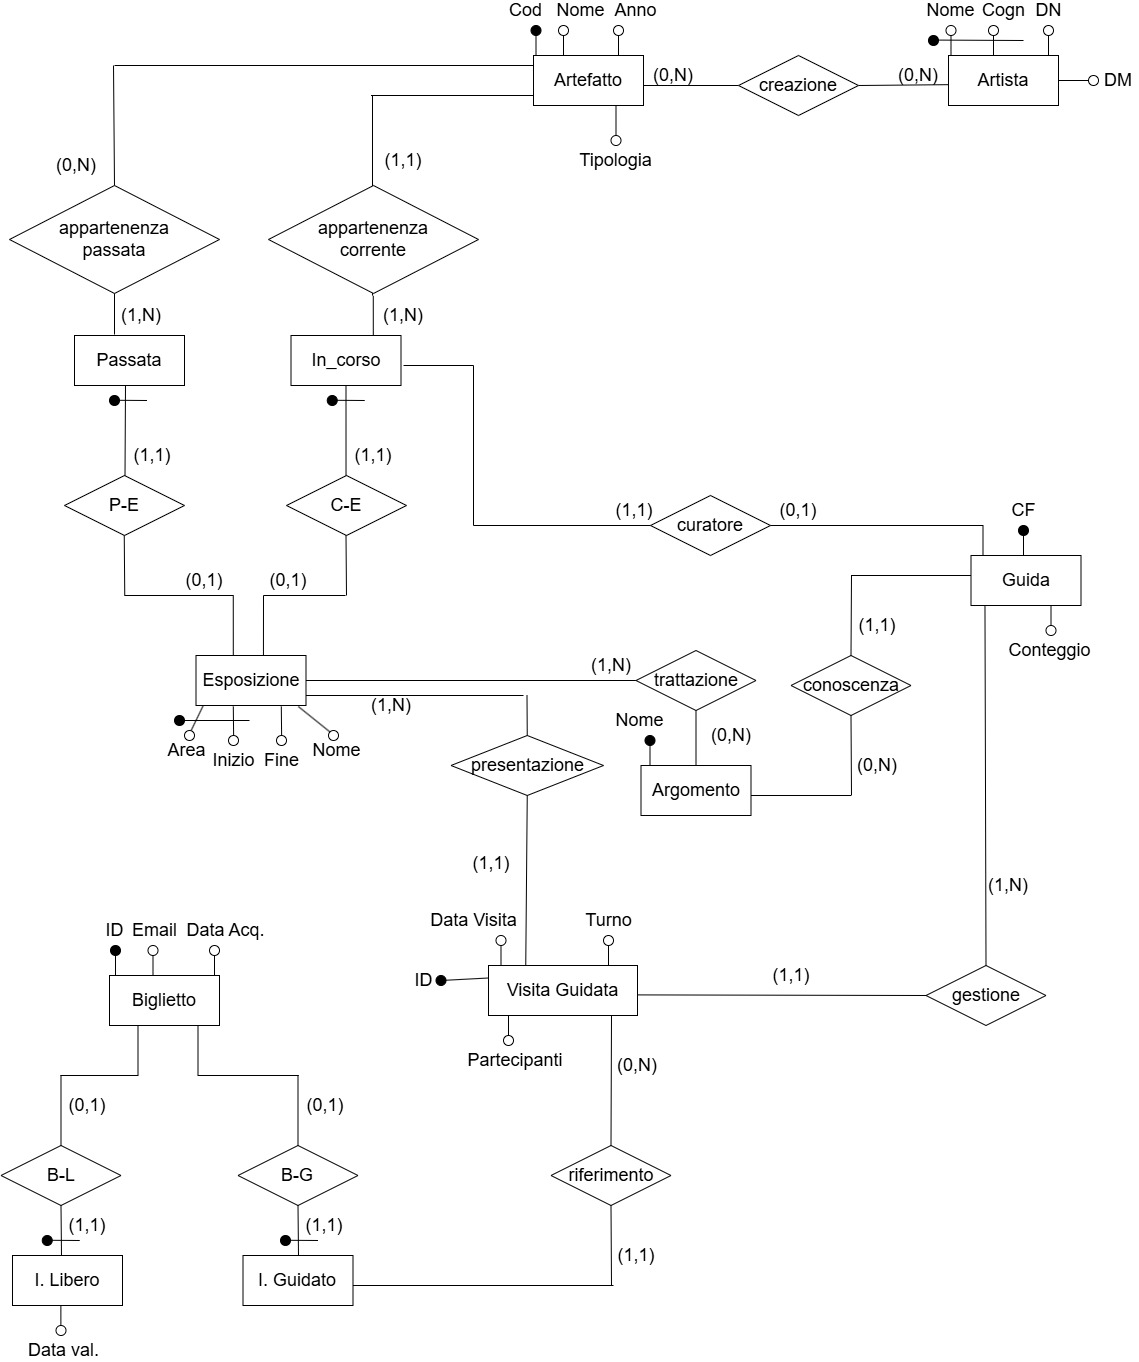 Cod Nome Anno
Nome Cogn DN
Artefatto
(0,N)
creazione
(0,N)
Artista
DM
Tipologia
(0,N)
(1,1)
appartenenza
passata
appartenenza
corrente
(1,N)
(1,N)
Passata
In_corso
(1,1)
(1,1)
P-E
C-E
(1,1)
curatore
(0,1)
CF
Guida
Conteggio
(0,1)
(0,1)
(1,1)
Esposizione
(1,N)
trattazione
conoscenza
(1,N)
Area
Inizio
Fine
Nome
Nome
(0,N)
(0,N)
presentazione
Argomento
(1,1)
(1,N)
Data Visita
Turno
ID Email Data Acq.
Biglietto
ID
Visita Guidata
(1,1)
gestione
Partecipanti
(0,N)
(0,1)
(0,1)
B-L
B-G
riferimento
(1,1)
(1,1)
(1,1)
I. Libero
I. Guidato
Data val.